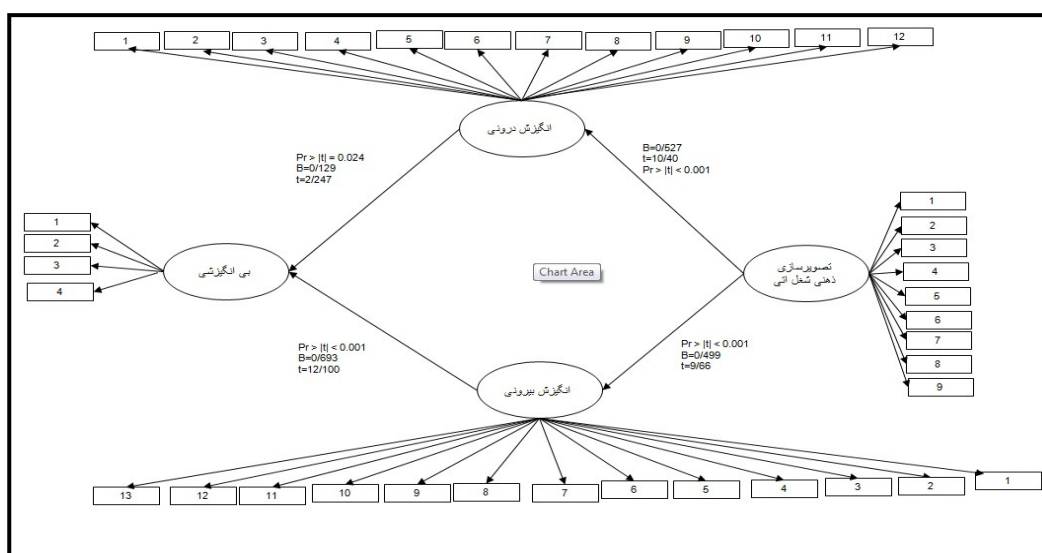 1 2 3 4 5 6 7 8 9 10 11 12
انگیزش درونی
Pr > |t| = 0.024
B=0/129
t=2/247
B=0/527
t=10/40
Pr > |t| < 0.001
1
2
3
4
بی انگیزشی
Chart Area
تصویرسازی
ذهنی شغل اتی
1
2
3
4
5
6
7
8
9
Pr > |t| < 0.001
B=0/693
t=12/100
Pr > |t| < 0.001
B=0/499
t=9/66
انگیزش بیرونی
13 12 11 10 9 8 7 6 5 4 3 2 1